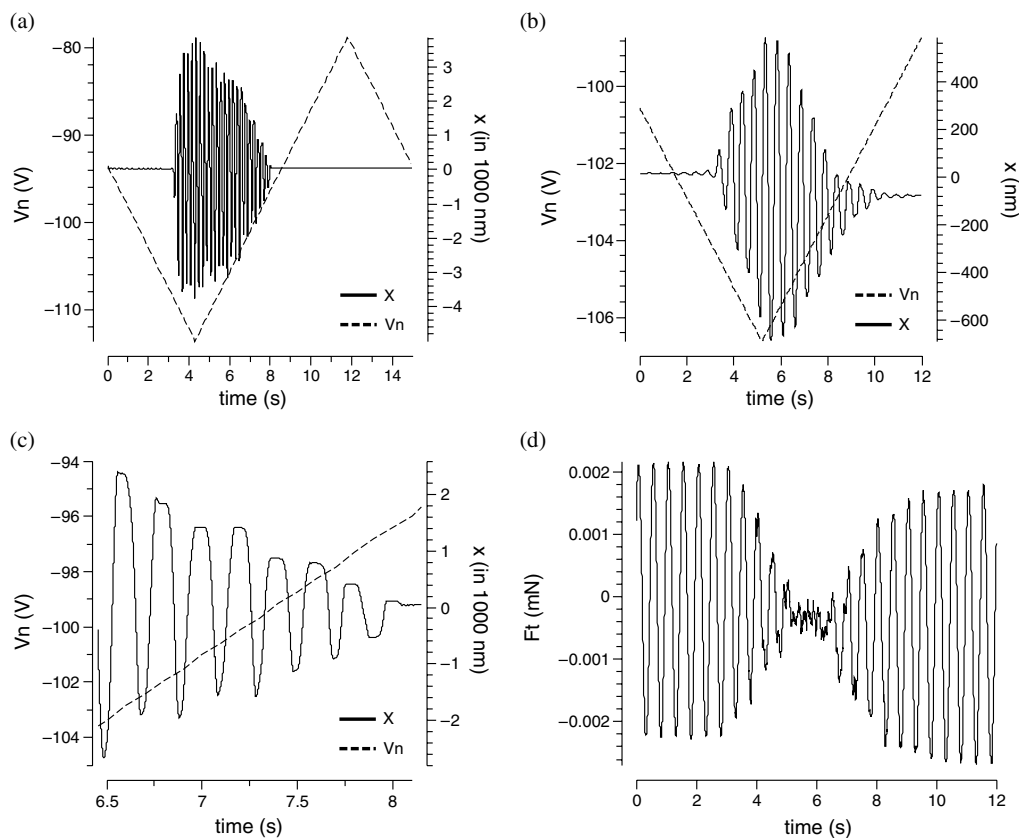 (a)
−80
−90
−100
−110
Vn (V)
3
2
1
0
−1
−2
−3
−4
x (in 1000 nm)
X
Vn
0 2 4 6 8 10 12 14
time (s)
(b)
−100
−102
−104
−106
Vn (V)
400
200
0
−200
−400
−600
x (nm)
Vn
X
0 2 4 6 8 10 12
time (s)
(c)
−94
−96
−98
−100
−102
−104
Vn (V)
2
1
0
−1
−2
x (in 1000 nm)
X
Vn
6.5 7 7.5 8
time (s)
(d)
0.002
0.001
0
−0.001
−0.002
Ft (mN)
0 2 4 6 8 10 12
time (s)